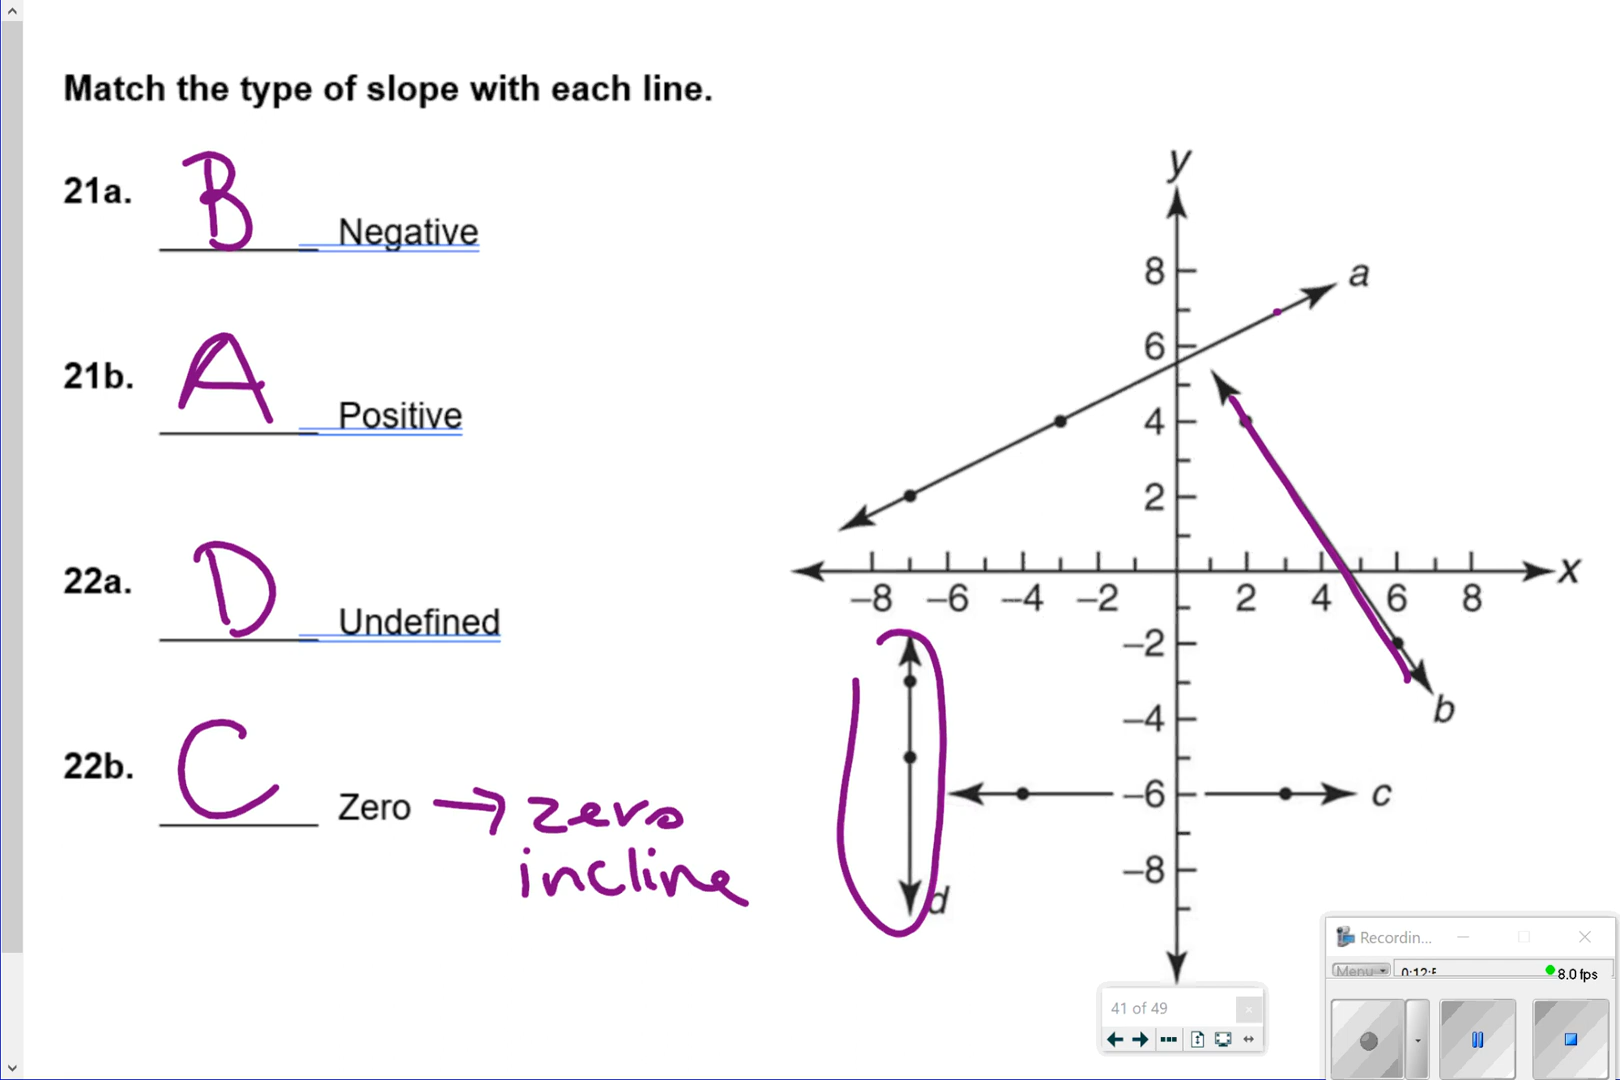 Match the type of slope with each line.
21a. B Negative
21b. A Positive
22a. D Undefined
22b. C Zero → zero
incline
y
8
6
4
2
-2
-4
-6
-8
-8 -6 -4 -2 2 4 6 8 x
a
b
c
d
41 of 49
Recordin...
Menu
8.0 fps